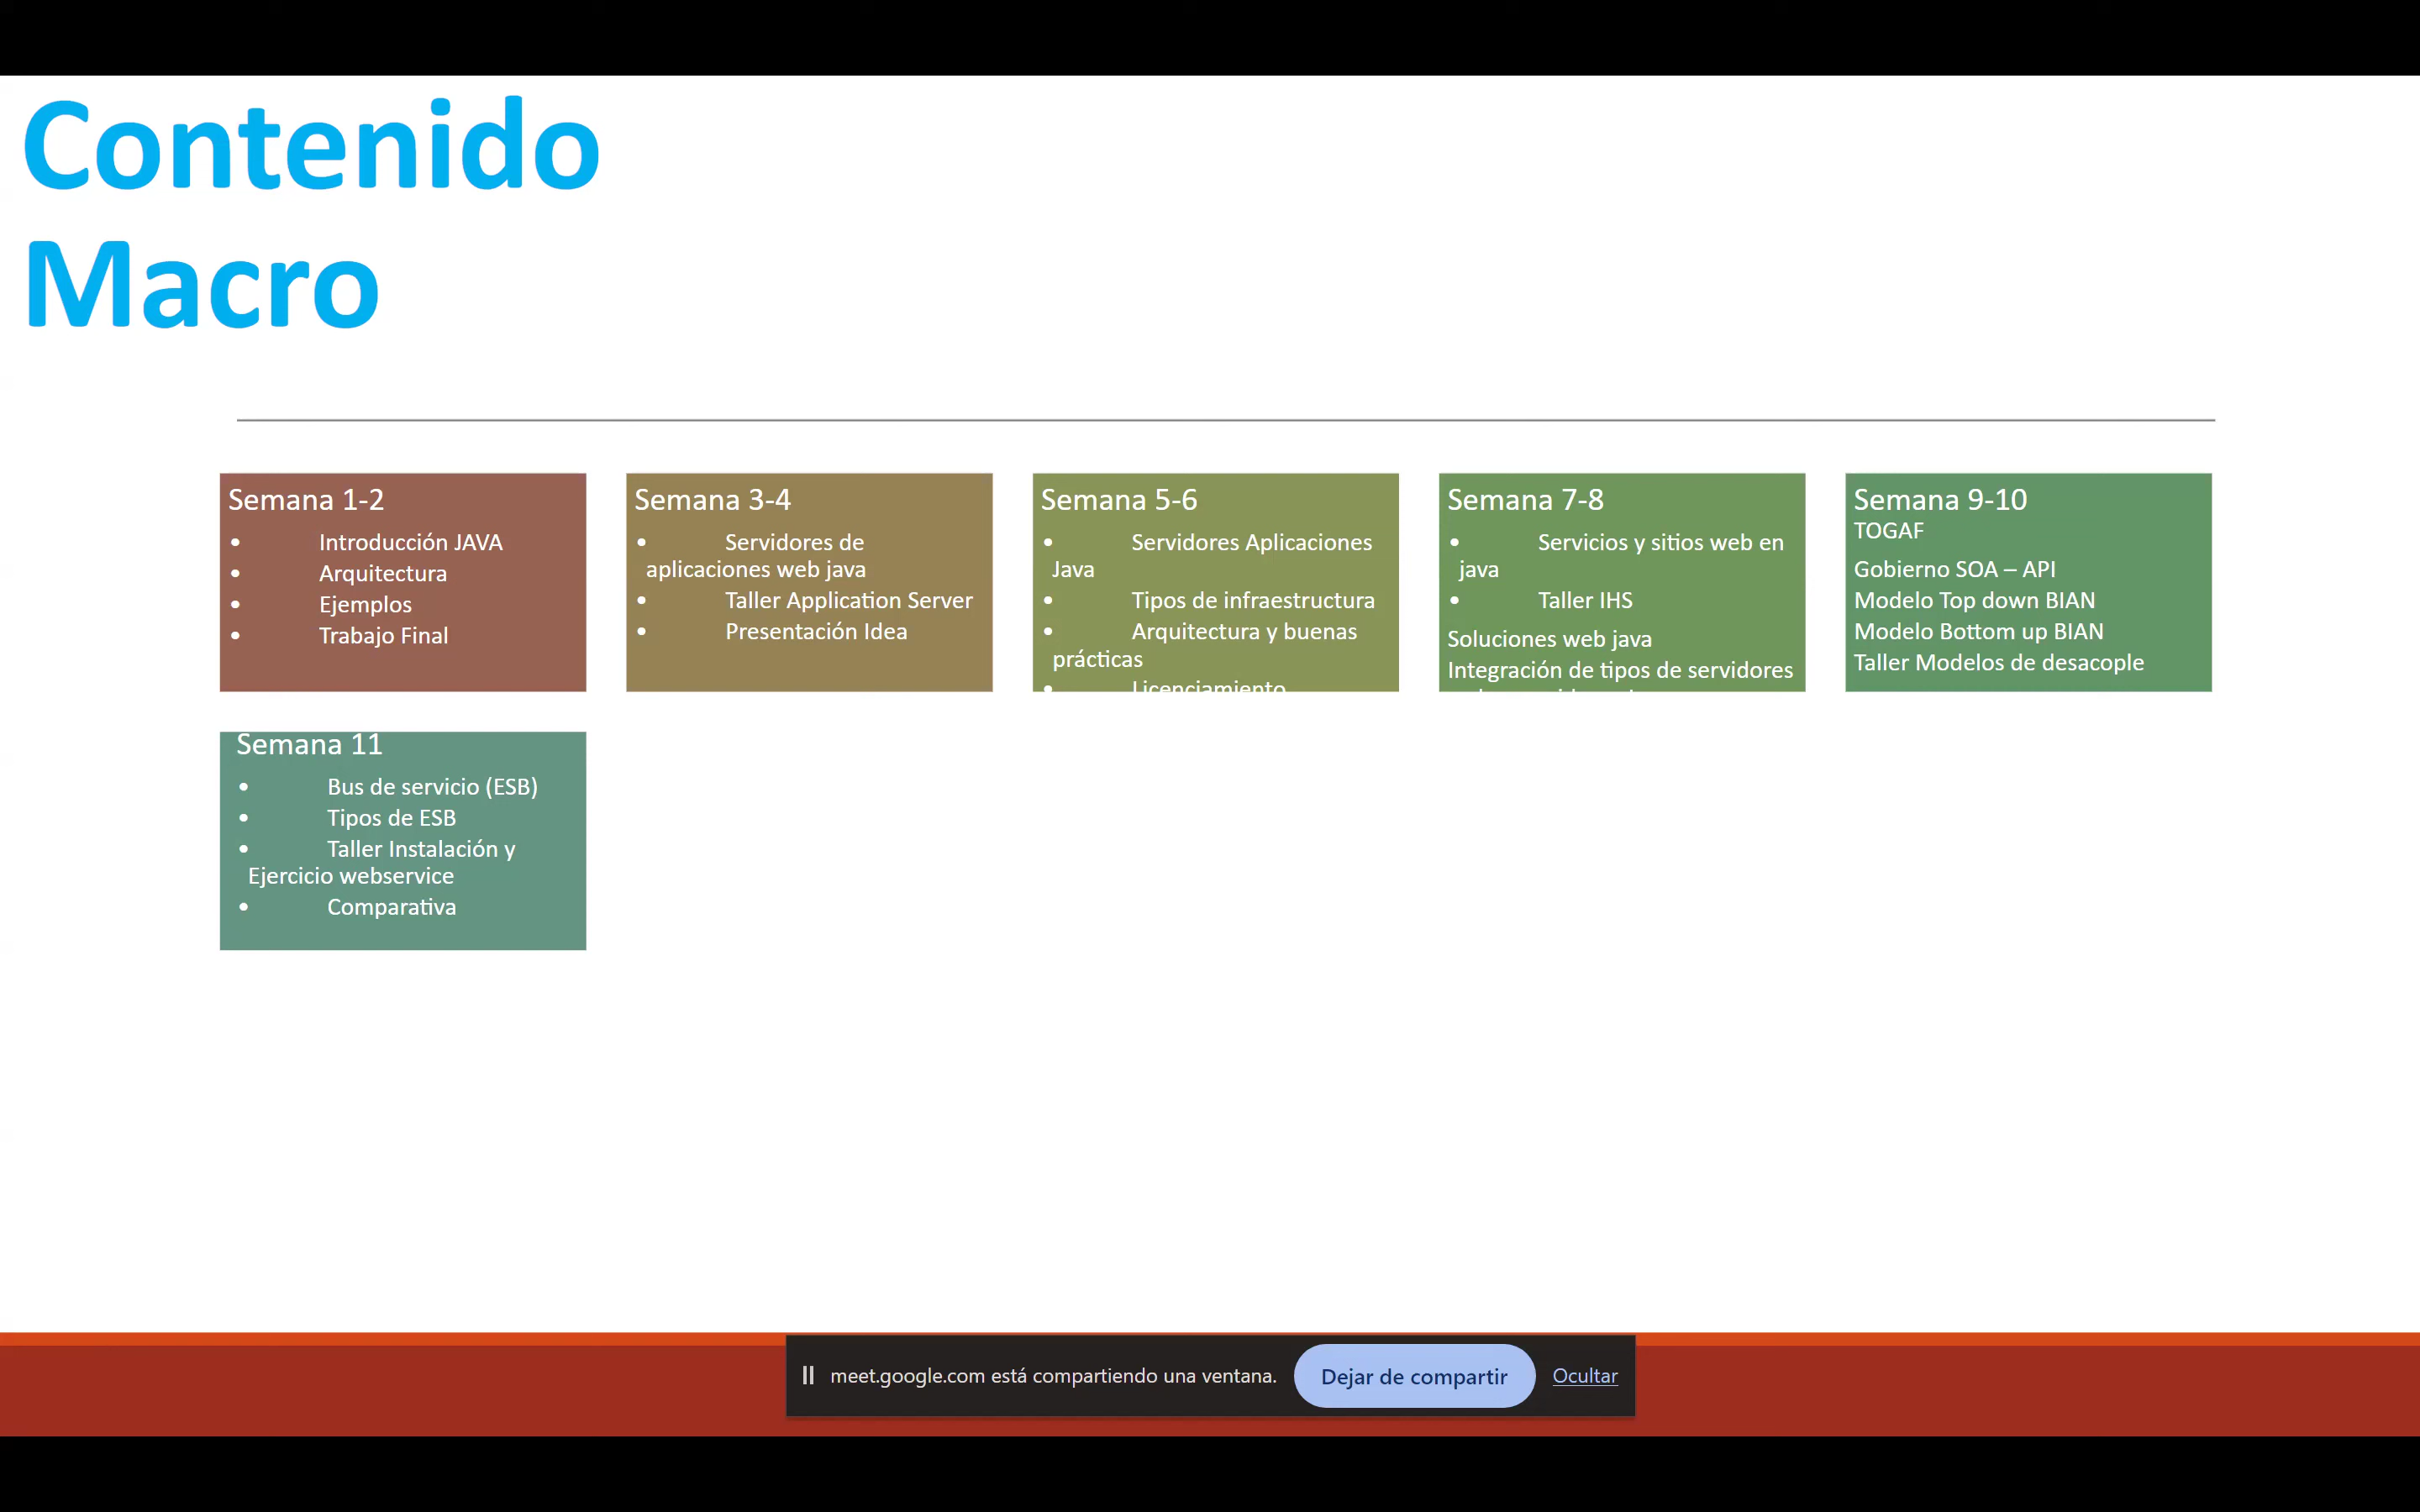 Contenido
Macro
Semana 1-2
• Introducción JAVA
• Arquitectura
• Ejemplos
• Trabajo Final
Semana 3-4
• Servidores de
aplicaciones web java
• Taller Application Server
• Presentación Idea
Semana 5-6
• Servidores Aplicaciones
Java
• Tipos de infraestructura
• Arquitectura y buenas
prácticas
• Licenciamiento
Semana 7-8
• Servicios y sitios web en
java
• Taller IHS
Soluciones web java
Integración de tipos de servidores
Semana 9-10
TOGAF
Gobierno SOA – API
Modelo Top down BIAN
Modelo Bottom up BIAN
Taller Modelos de desacople
Semana 11
• Bus de servicio (ESB)
• Tipos de ESB
• Taller Instalación y
Ejercicio webservice
• Comparativa
meet.google.com está compartiendo una ventana. Dejar de compartir Ocultar